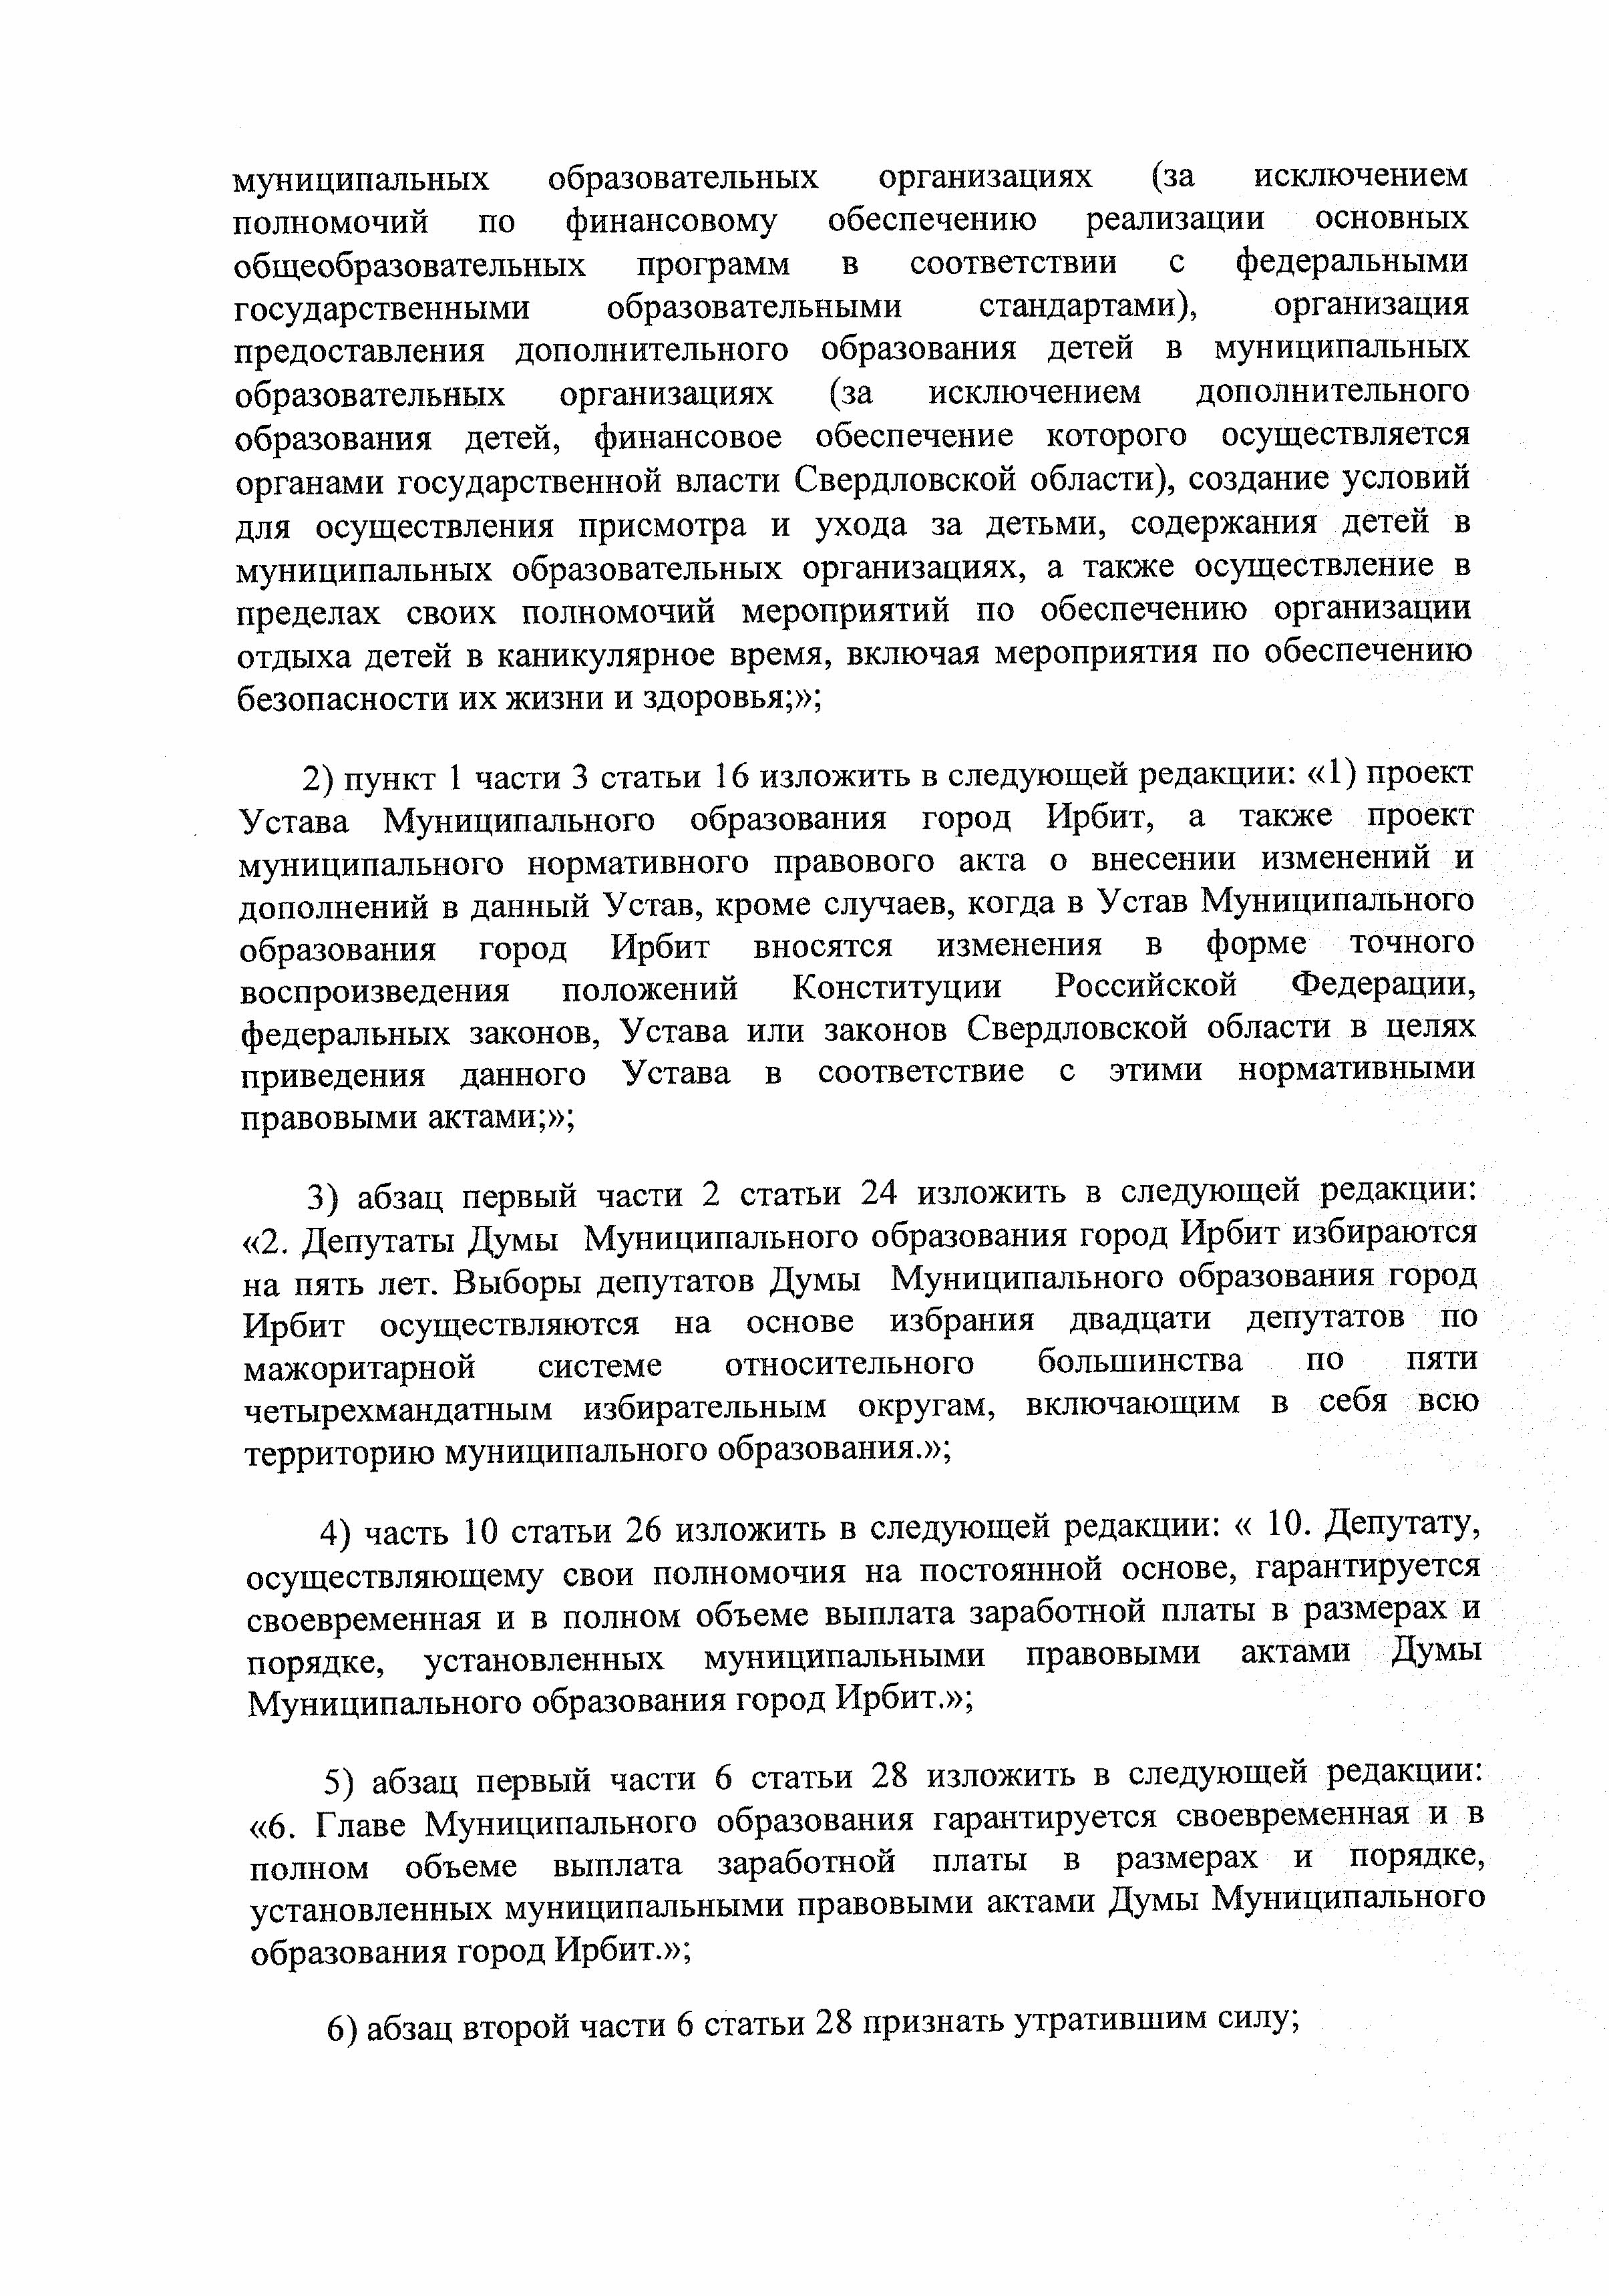 муниципальных образовательных организациях (за исключением
полномочий по финансовому обеспечению реализации основных
общеобразовательных программ в соответствии с федеральными
государственными образовательными стандартами), организация
предоставления дополнительного образования детей в муниципальных
образовательных организациях (за исключением дополнительного
образования детей, финансовое обеспечение которого осуществляется
органами государственной власти Свердловской области), создание условий
для осуществления присмотра и ухода за детьми, содержания детей в
муниципальных образовательных организациях, а также осуществление в
пределах своих полномочий мероприятий по обеспечению организации
отдыха детей в каникулярное время, включая мероприятия по обеспечению
безопасности их жизни и здоровья;»;
2) пункт 1 части 3 статьи 16 изложить в следующей редакции: «1) проект
Устава Муниципального образования город Ирбит, а также проект
муниципального нормативного правового акта о внесении изменений и
дополнений в данный Устав, кроме случаев, когда в Устав Муниципального
образования город Ирбит вносятся изменения в форме точного
воспроизведения положений Конституции Российской Федерации,
федеральных законов, Устава или законов Свердловской области в целях
приведения данного Устава в соответствие с этими нормативными
правовыми актами;»;
3) абзац первый части 2 статьи 24 изложить в следующей редакции:
«2. Депутаты Думы Муниципального образования город Ирбит избираются
на пять лет. Выборы депутатов Думы Муниципального образования город
Ирбит осуществляются на основе избрания двадцати депутатов по
мажоритарной системе относительного большинства по пяти
четырехмандатным избирательным округам, включающим в себя всю
территорию муниципального образования.»;
4) часть 10 статьи 26 изложить в следующей редакции: « 10. Депутату,
осуществляющему свои полномочия на постоянной основе, гарантируется
своевременная и в полном объеме выплата заработной платы в размерах и
порядке, установленных муниципальными правовыми актами Думы
Муниципального образования город Ирбит.»;
5) абзац первый части 6 статьи 28 изложить в следующей редакции:
«6. Главе Муниципального образования гарантируется своевременная и в
полном объеме выплата заработной платы в размерах и порядке,
установленных муниципальными правовыми актами Думы Муниципального
образования город Ирбит.»;
6) абзац второй части 6 статьи 28 признать утратившим силу;